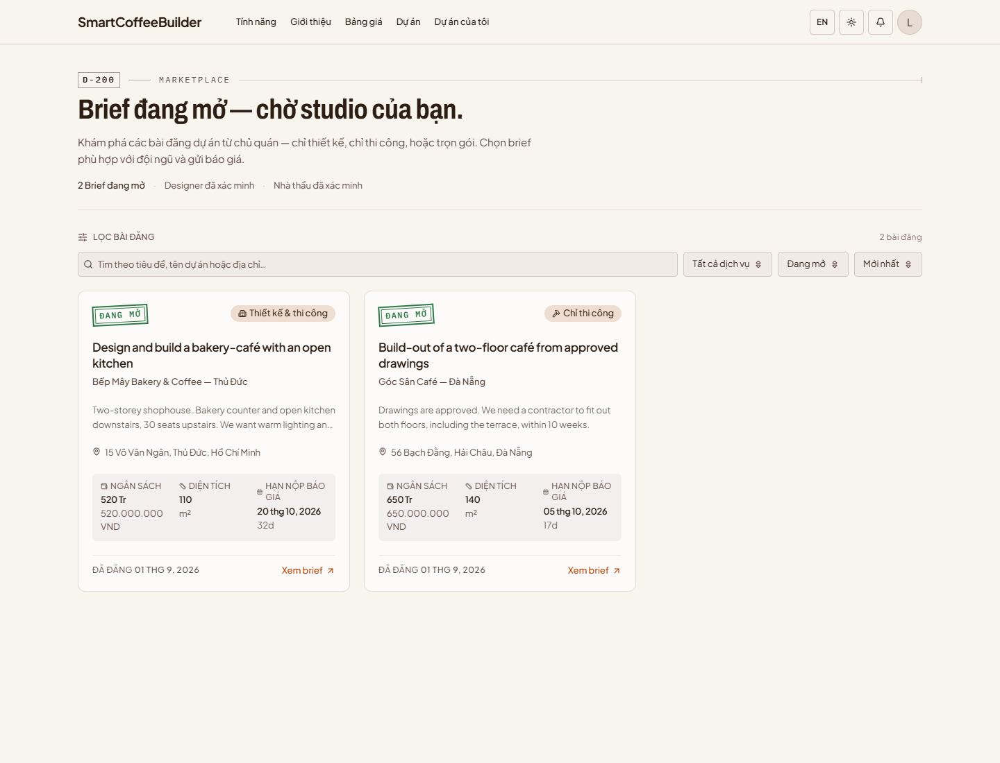 SmartCoffeeBuilder
Tính năng
Giới thiệu
Bảng giá
Dự án
Dự án của tôi
EN
L
D-200
MARKETPLACE
Brief đang mở — chờ studio của bạn.
Khám phá các bài đăng dự án từ chủ quán — chỉ thiết kế, chỉ thi công, hoặc trọn gói. Chọn brief
phù hợp với đội ngũ và gửi báo giá.
2 Brief đang mở · Designer đã xác minh · Nhà thầu đã xác minh
LỌC BÀI ĐĂNG
2 bài đăng
Tìm theo tiêu đề, tên dự án hoặc địa chỉ...
Tất cả dịch vụ
Đang mở
Mới nhất
ĐANG MỞ
Thiết kế & thi công
Design and build a bakery-café with an open
kitchen
Bếp Mây Bakery & Coffee — Thủ Đức
Two-storey shophouse. Bakery counter and open kitchen
downstairs, 30 seats upstairs. We want warm lighting an...
15 Võ Văn Ngân, Thủ Đức, Hồ Chí Minh
NGÂN SÁCH
520 Tr
520.000.000
VND
DIỆN TÍCH
110
m²
HẠN NỘP BÁO
GIÁ
20 thg 10, 2026
32d
ĐÃ ĐĂNG 01 THG 9, 2026
Xem brief
ĐANG MỞ
Chỉ thi công
Build-out of a two-floor café from approved
drawings
Góc Sân Café — Đà Nẵng
Drawings are approved. We need a contractor to fit out
both floors, including the terrace, within 10 weeks.
56 Bạch Đằng, Hải Châu, Đà Nẵng
NGÂN SÁCH
650 Tr
650.000.000
VND
DIỆN TÍCH
140
m²
HẠN NỘP BÁO
GIÁ
05 thg 10, 2026
17d
ĐÃ ĐĂNG 01 THG 9, 2026
Xem brief